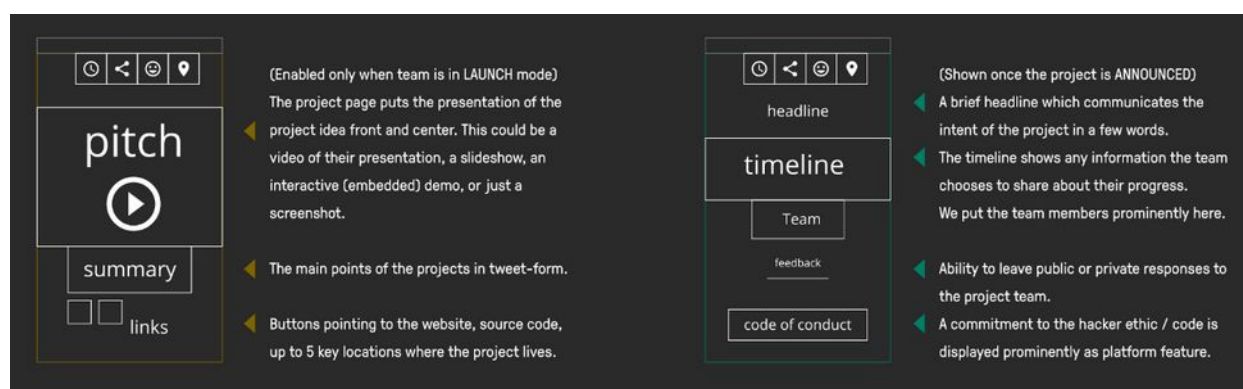 pitch
summary
links
(Enabled only when team is in LAUNCH mode)
The project page puts the presentation of the
project idea front and center. This could be a
video of their presentation, a slideshow, an
interactive (embedded) demo, or just a
screenshot.
The main points of the projects in tweet-form.
Buttons pointing to the website, source code,
up to 5 key locations where the project lives.
headline
timeline
Team
feedback
code of conduct
(Shown once the project is ANNOUNCED)
A brief headline which communicates the
intent of the project in a few words.
The timeline shows any information the team
chooses to share about their progress.
We put the team members prominently here.
Ability to leave public or private responses to
the project team.
A commitment to the hacker ethic / code is
displayed prominently as platform feature.